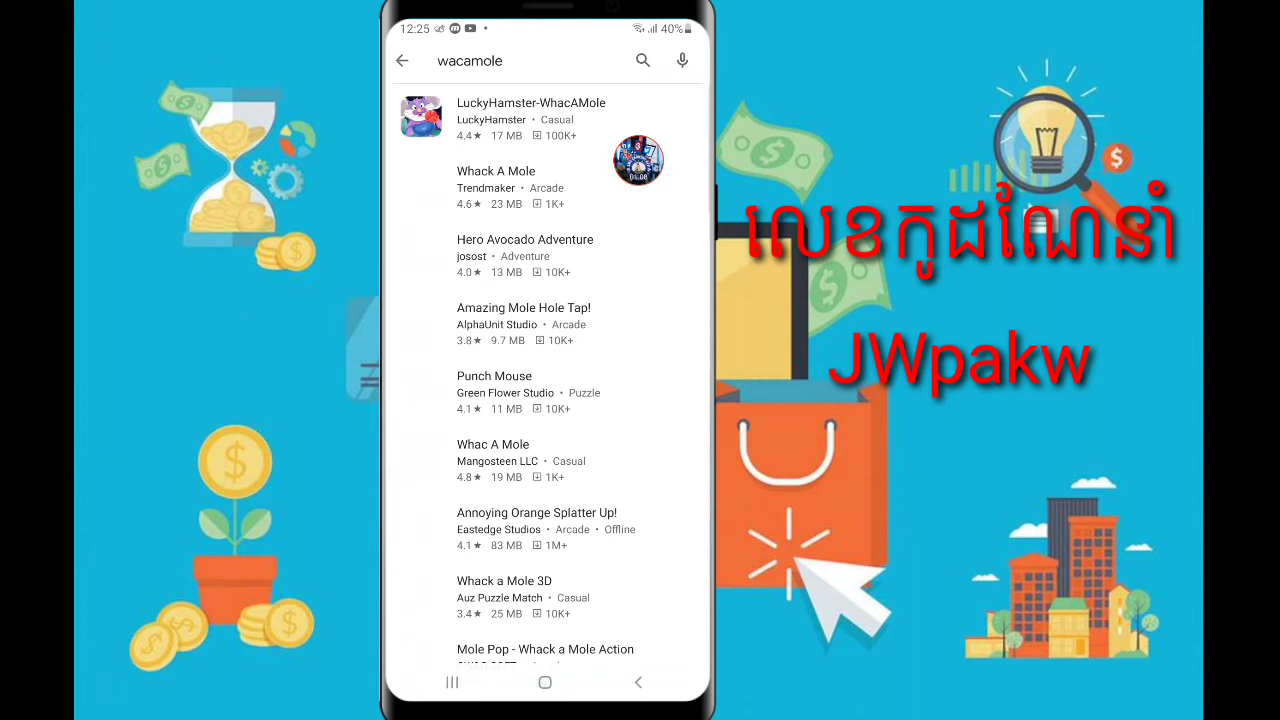 12:25 40%
wacamole
LuckyHamster-WhacAMole
LuckyHamster • Casual
4.4★ 17 MB 100K+
01:08
Whack A Mole
Trendmaker • Arcade
4.6★ 23 MB 1K+
Hero Avocado Adventure
josost • Adventure
4.0★ 13 MB 10K+
Amazing Mole Hole Tap!
AlphaUnit Studio • Arcade
3.8★ 9.7 MB 10K+
Punch Mouse
Green Flower Studio • Puzzle
4.1★ 11 MB 10K+
Whac A Mole
Mangosteen LLC • Casual
4.8★ 19 MB 1K+
Annoying Orange Splatter Up!
Eastedge Studios • Arcade • Offline
4.1★ 83 MB 1M+
Whack a Mole 3D
Auz Puzzle Match • Casual
3.4★ 25 MB 10K+
Mole Pop - Whack a Mole Action
លេខកូដណែនាំ
JWpakw